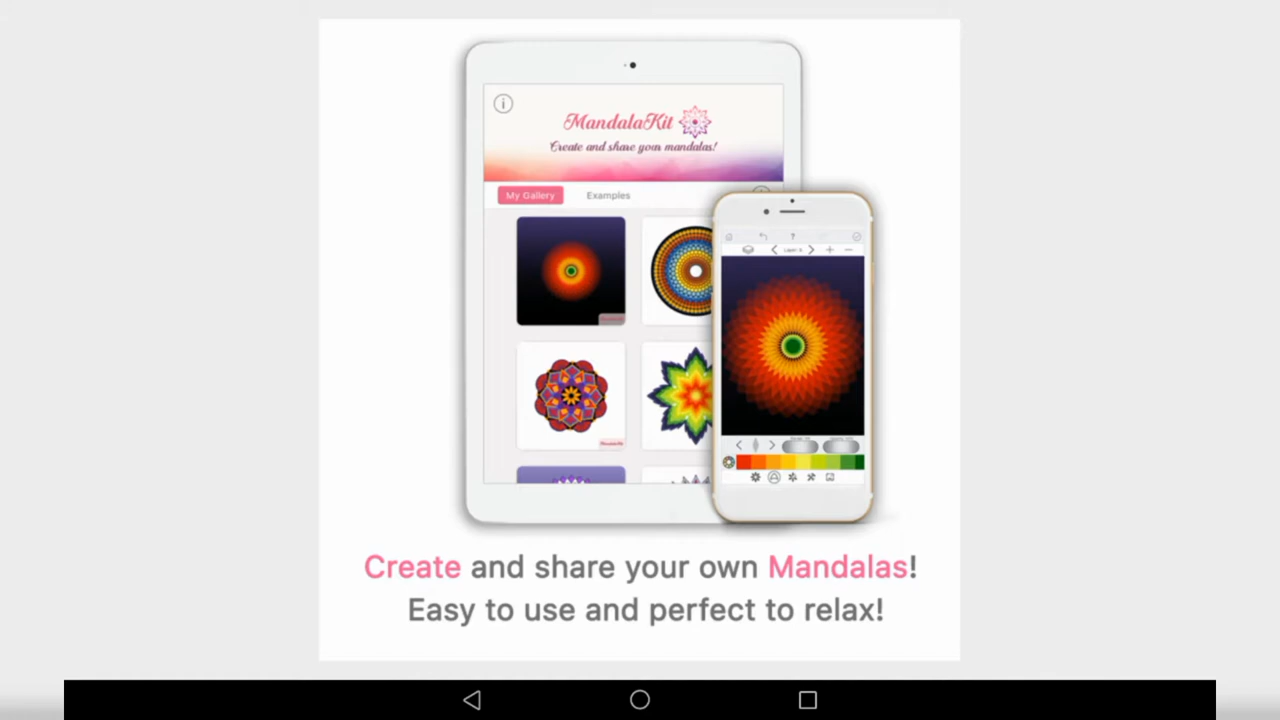 MandalaKit
Create and share your mandalas!
My Gallery
Examples
Layer
Create and share your own Mandalas!
Easy to use and perfect to relax!